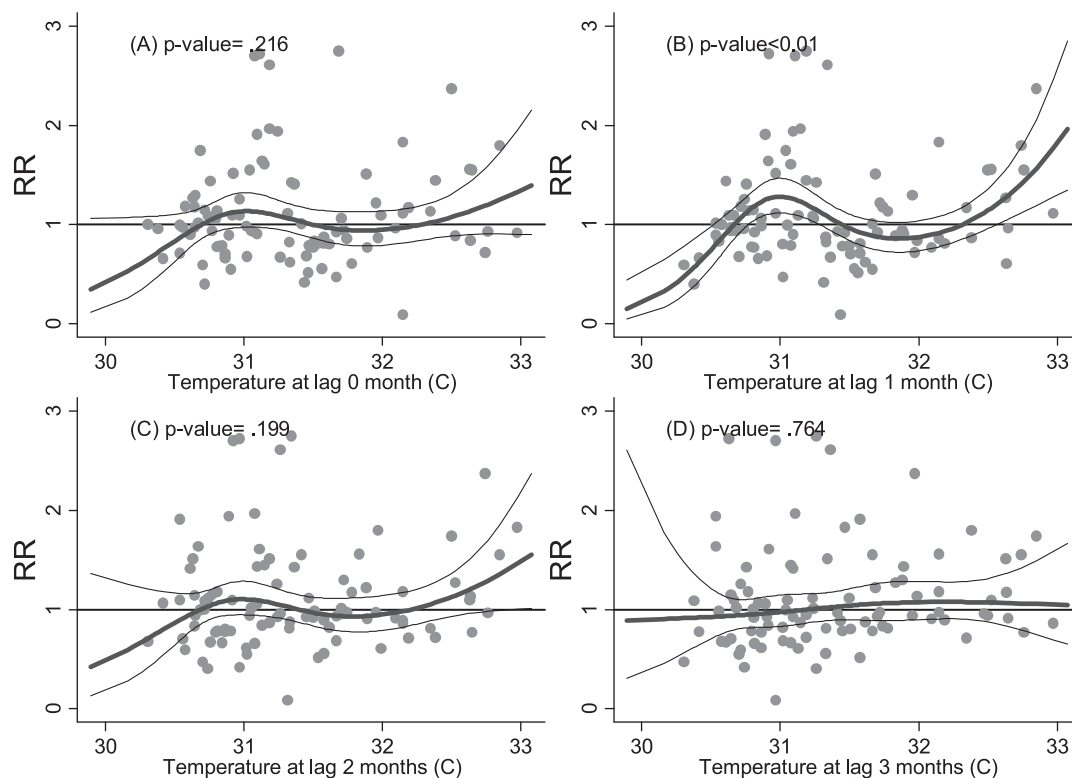 (A) p-value= .216
RR
0 1 2 3
30 31 32 33
Temperature at lag 0 month (C)
(B) p-value<0.01
RR
0 1 2 3
30 31 32 33
Temperature at lag 1 month (C)
(C) p-value= .199
RR
0 1 2 3
30 31 32 33
Temperature at lag 2 months (C)
(D) p-value= .764
RR
0 1 2 3
30 31 32 33
Temperature at lag 3 months (C)